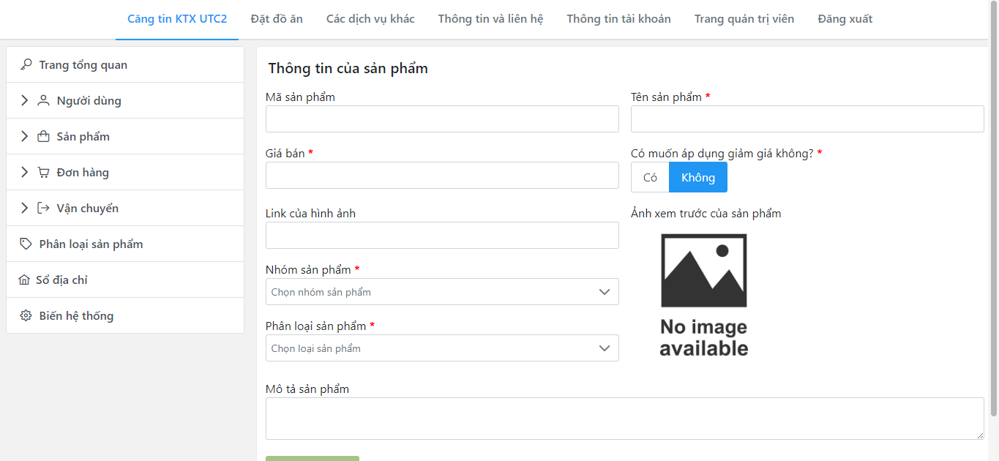 Căng tin KTX UTC2 Đặt đồ ăn Các dịch vụ khác Thông tin và liên hệ Thông tin tài khoản Trang quản trị viên Đăng xuất
Trang tổng quan
Người dùng
Sản phẩm
Đơn hàng
Vận chuyển
Phân loại sản phẩm
Sổ địa chỉ
Biến hệ thống
Thông tin của sản phẩm
Mã sản phẩm
Tên sản phẩm *
Giá bán *
Có muốn áp dụng giảm giá không? *
Có Không
Link của hình ảnh
Ảnh xem trước của sản phẩm
No image
available
Nhóm sản phẩm *
Chọn nhóm sản phẩm
Phân loại sản phẩm *
Chọn loại sản phẩm
Mô tả sản phẩm